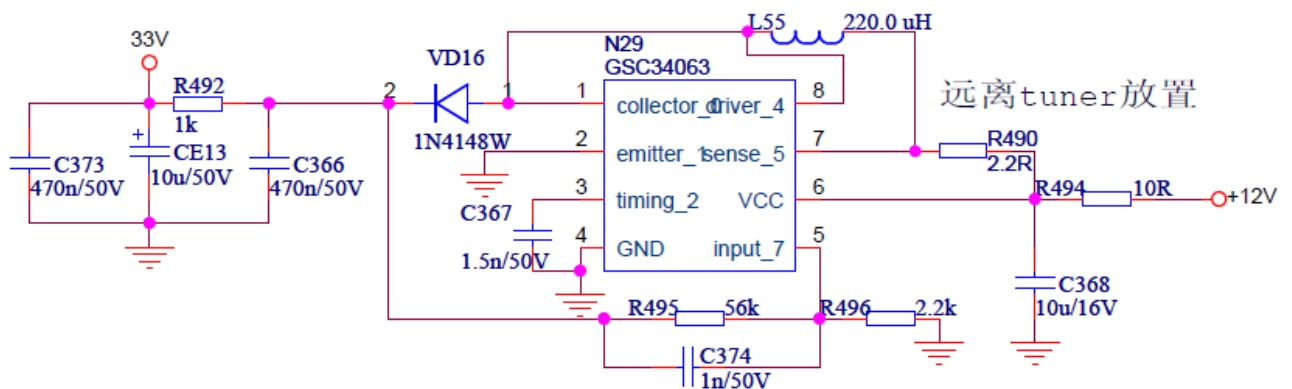 33V
R492
1k
C373
470n/50V
CE13
+
10u/50V
C366
470n/50V
VD16
2
1
1N4148W
N29
GSC34063
L55
220.0 uH
1
collector_0
driver_4
8
2
emitter_1
sense_5
7
3
timing_2
VCC
6
4
GND
input_7
5
C367
1.5n/50V
远离tuner放置
R490
2.2R
R494
10R
+12V
C368
10u/16V
R495
56k
R496
2.2k
C374
1n/50V